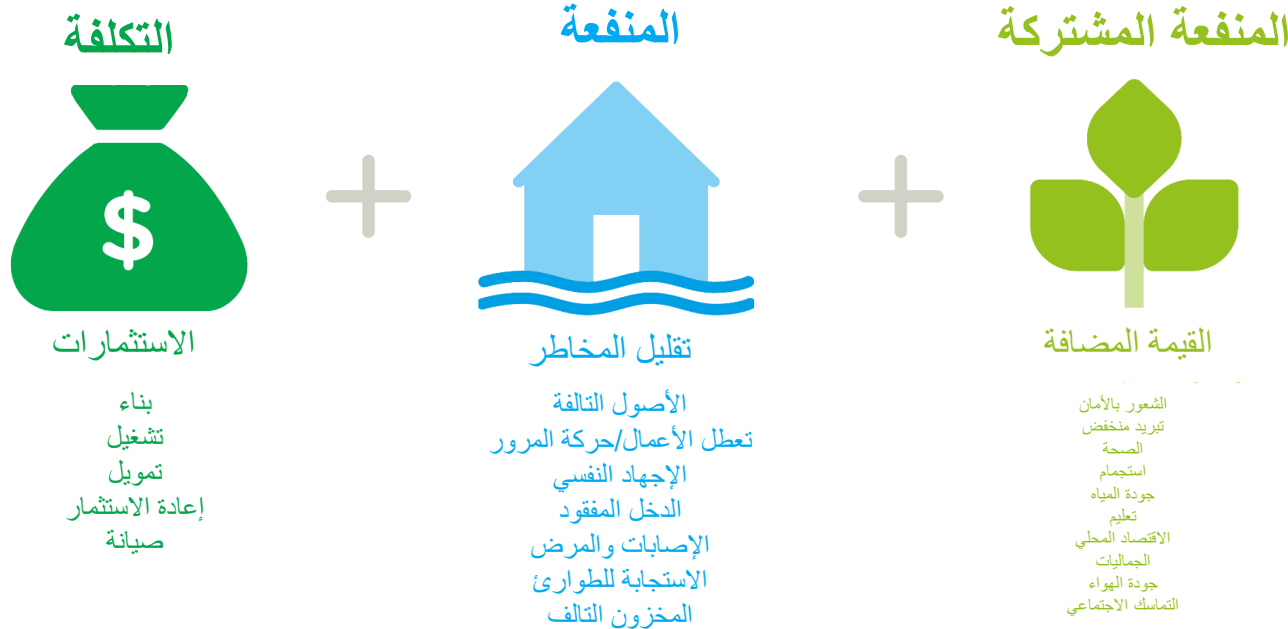 التكلفة
الاستثمارات
بناء
تشغيل
تمويل
إعادة الاستثمار
صيانة
المنفعة
تقليل المخاطر
الأصول التالفة
تعطل الأعمال/حركة المرور
الإجهاد النفسي
الدخل المفقود
الإصابات والمرض
الاستجابة للطوارئ
المخزون التالف
المنفعة المشتركة
القيمة المضافة
الشعور بالأمان
تبريد منخفض
الصحة
استجمام
جودة المياه
تعليم
الاقتصاد المحلي
الجماليات
جودة الهواء
التماسك الاجتماعي